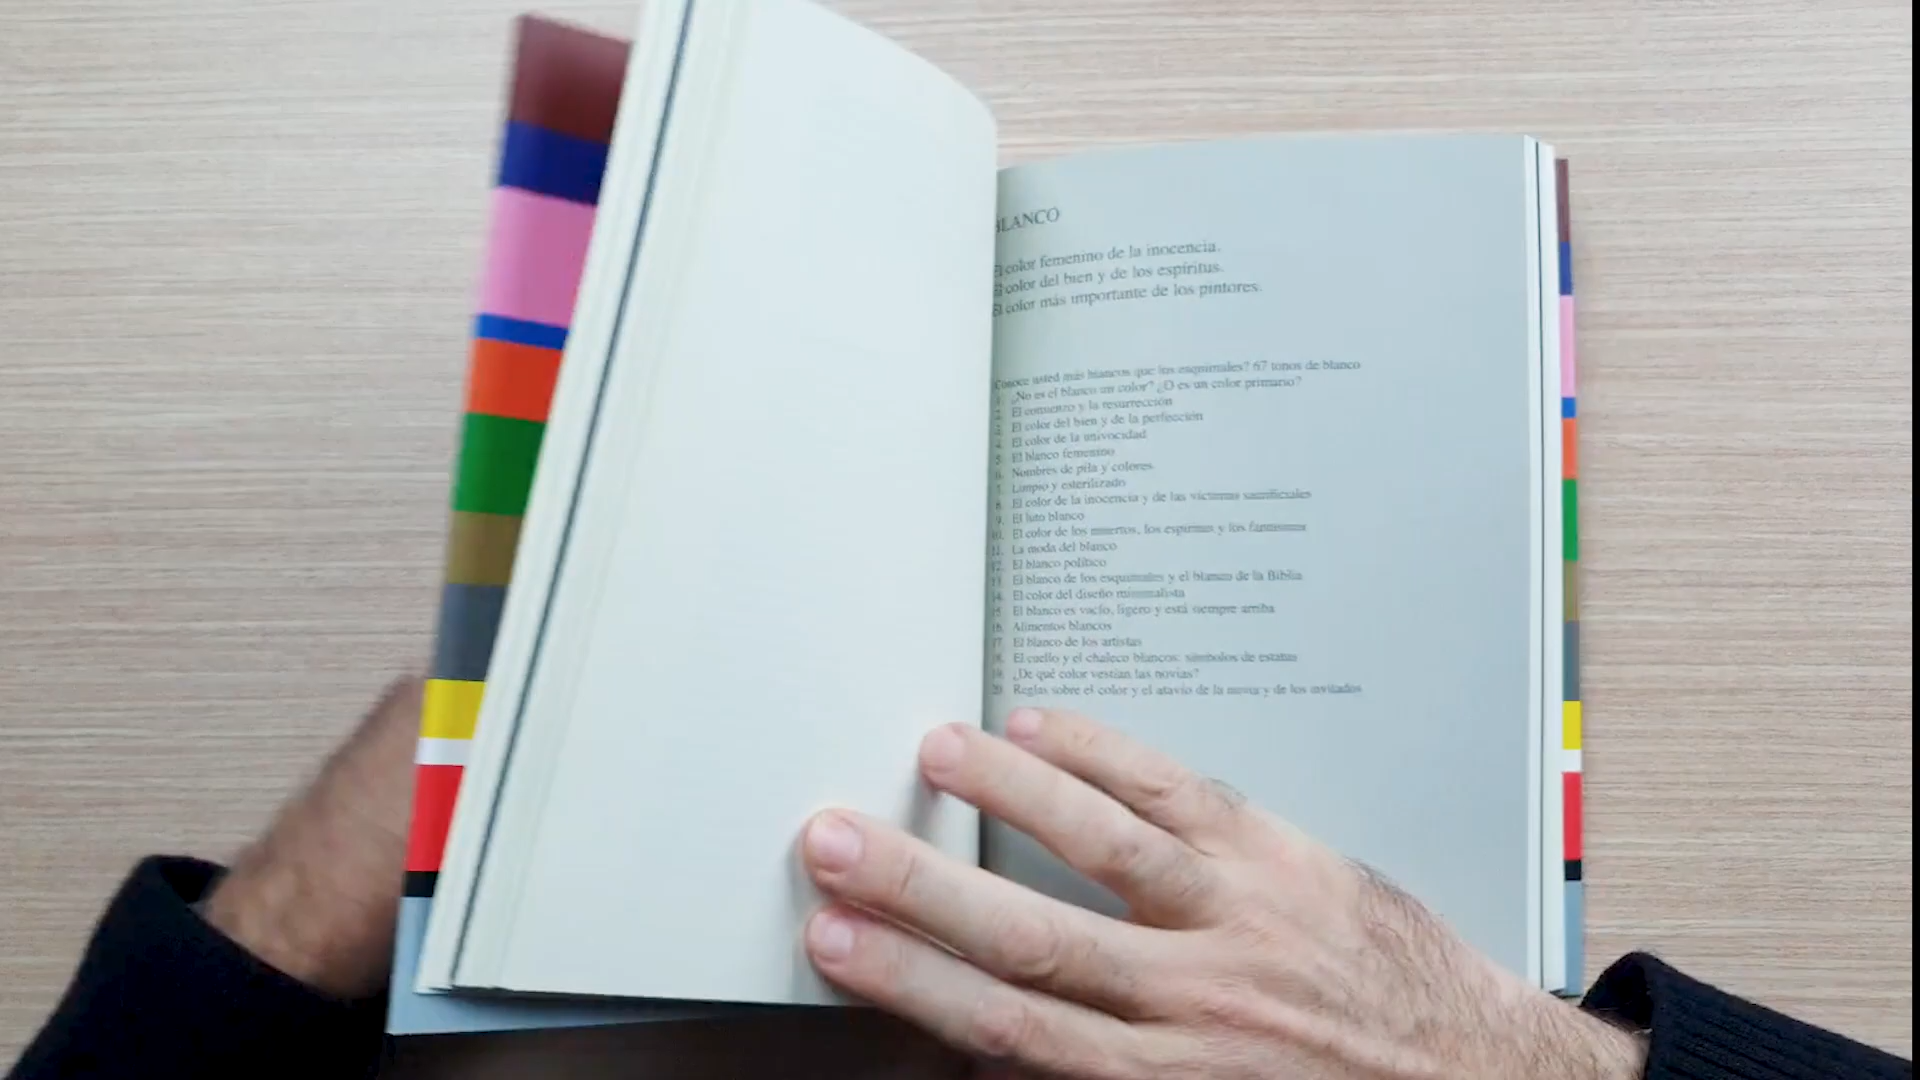 BLANCO
El color femenino de la inocencia.
El color del bien y de los espíritus.
El color más importante de los pintores.
Conoce usted más blancos que los esquimales? 67 tonos de blanco
1. ¿No es el blanco un color? ¿O es un color primario?
2. El comienzo y la resurrección
3. El color del bien y de la perfección
4. El color de la univocidad
5. El blanco femenino
6. Nombres de pila y colores
7. Limpio y esterilizado
8. El color de la inocencia y de las víctimas sacrificiales
9. El luto blanco
10. El color de los muertos, los espíritus y los fantasmas
11. La moda del blanco
12. El blanco político
13. El blanco de los esquimales y el blanco de la Biblia
14. El color del diseño minimalista
15. El blanco es vacío, ligero y está siempre arriba
16. Alimentos blancos
17. El blanco de los artistas
18. El cuello y el chaleco blancos: símbolos de estatus
19. ¿De qué color vestían las novias?
20. Reglas sobre el color y el atavío de la novia y de los invitados